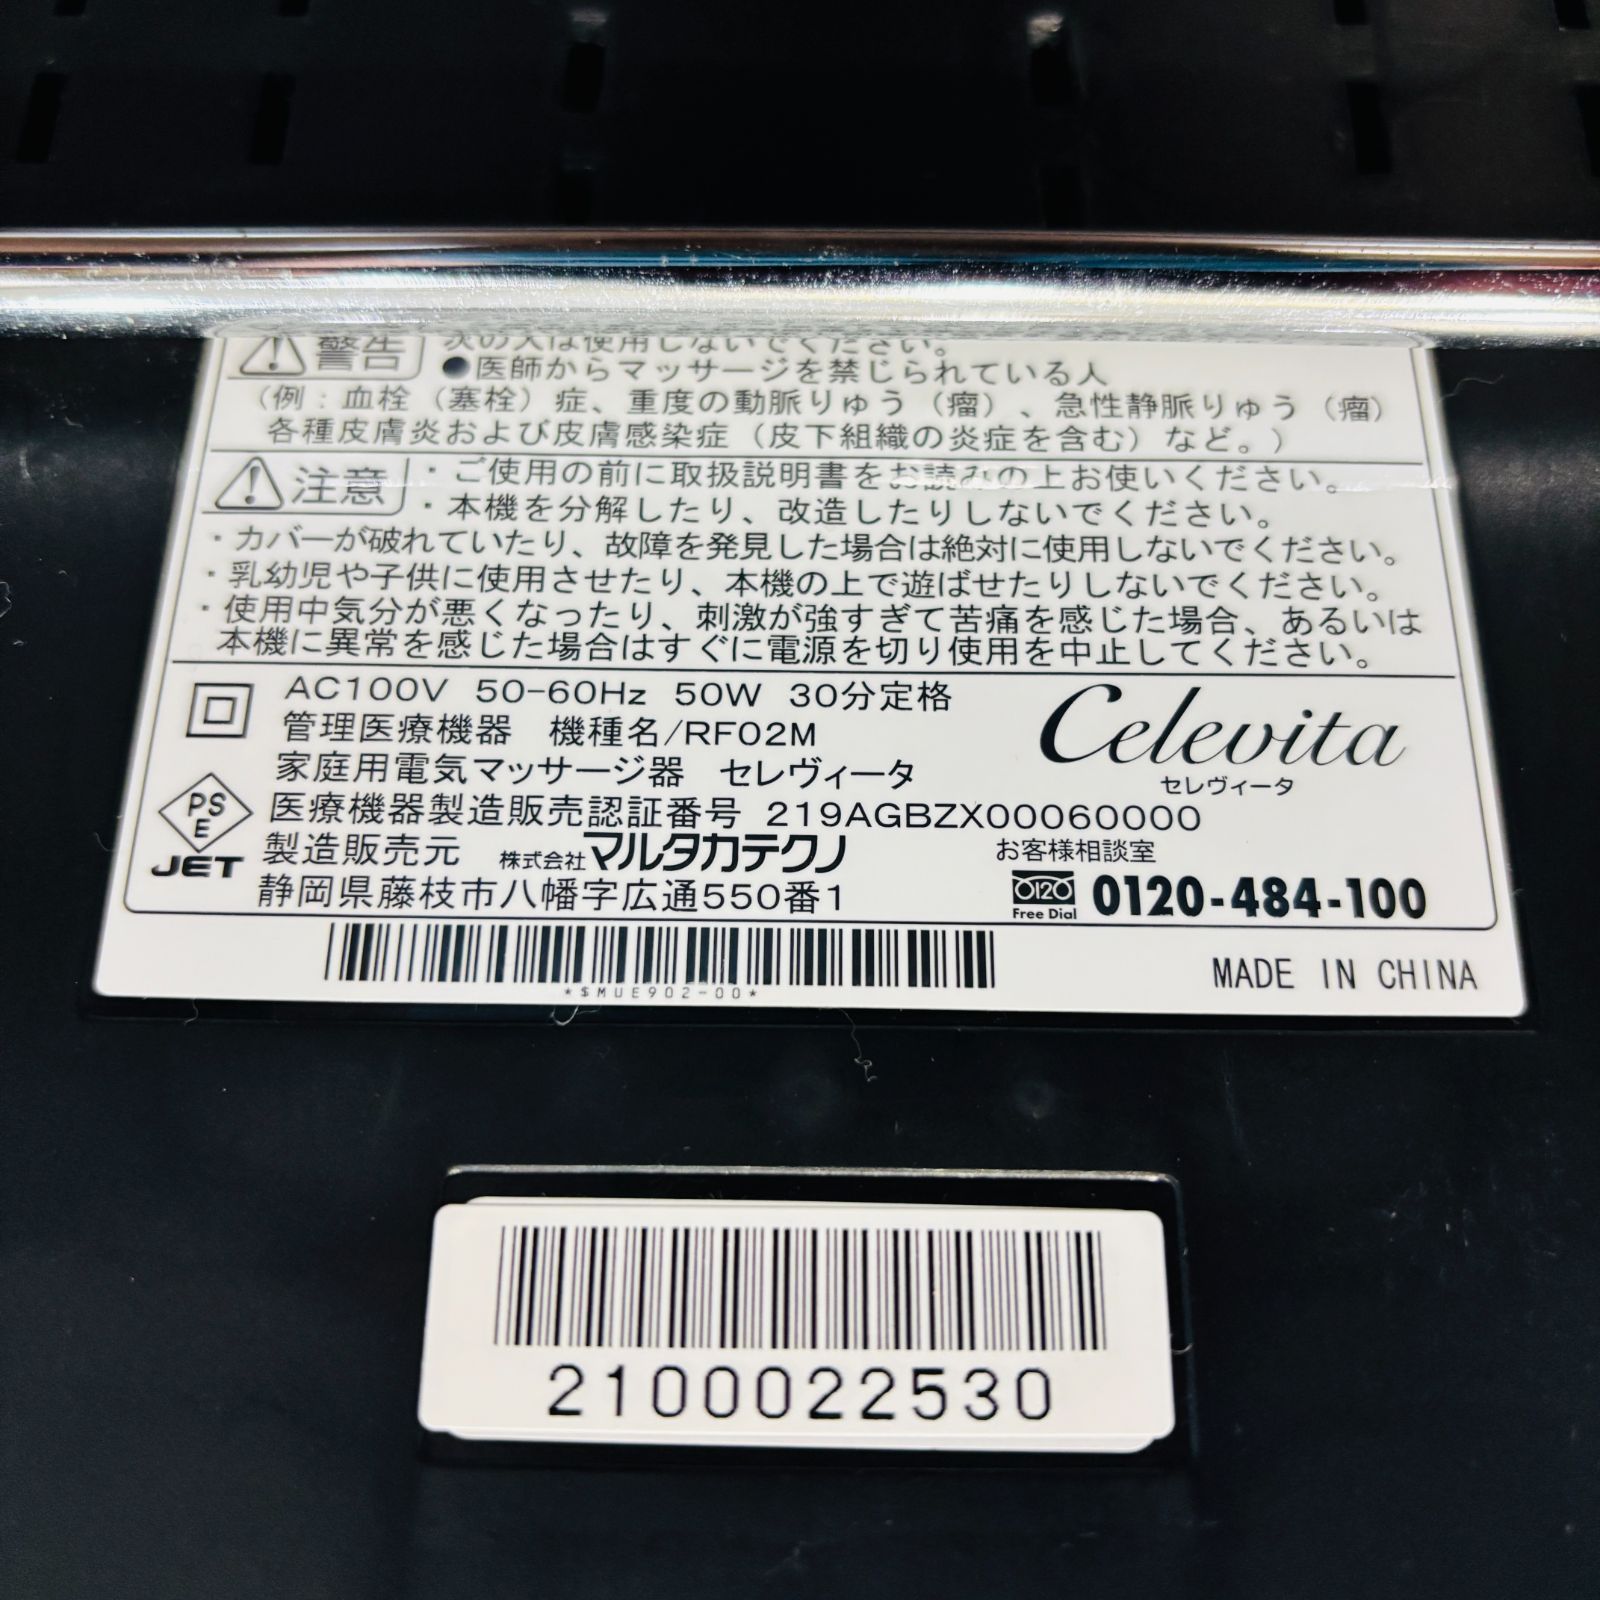 警告 次の人は使用しないでください。
●医師からマッサージを禁じられている人
(例:血栓(塞栓)症、重度の動脈りゅう(瘤)、急性静脈りゅう(瘤)
各種皮膚炎および皮膚感染症(皮下組織の炎症を含む)など。)
注意 ・ご使用の前に取扱説明書をお読みの上お使いください。
・本機を分解したり、改造したりしないでください。
・カバーが破れていたり、故障を発見した場合は絶対に使用しないでください。
・乳幼児や子供に使用させたり、本機の上で遊ばせたりしないでください。
・使用中気分が悪くなったり、刺激が強すぎて苦痛を感じた場合、あるいは
本機に異常を感じた場合はすぐに電源を切り使用を中止してください。
AC100V 50-60Hz 50W 30分定格
管理医療機器 機種名/RF02M
家庭用電気マッサージ器 セレヴィータ
Celevita
セレヴィータ
医療機器製造販売認証番号 219AGBZX00060000
PS
E
JET
製造販売元 株式会社マルタカテクノ
静岡県藤枝市八幡字広通550番1
お客様相談室
0120
Free Dial
0120-484-100
*$MUE902-00*
MADE IN CHINA
2100022530